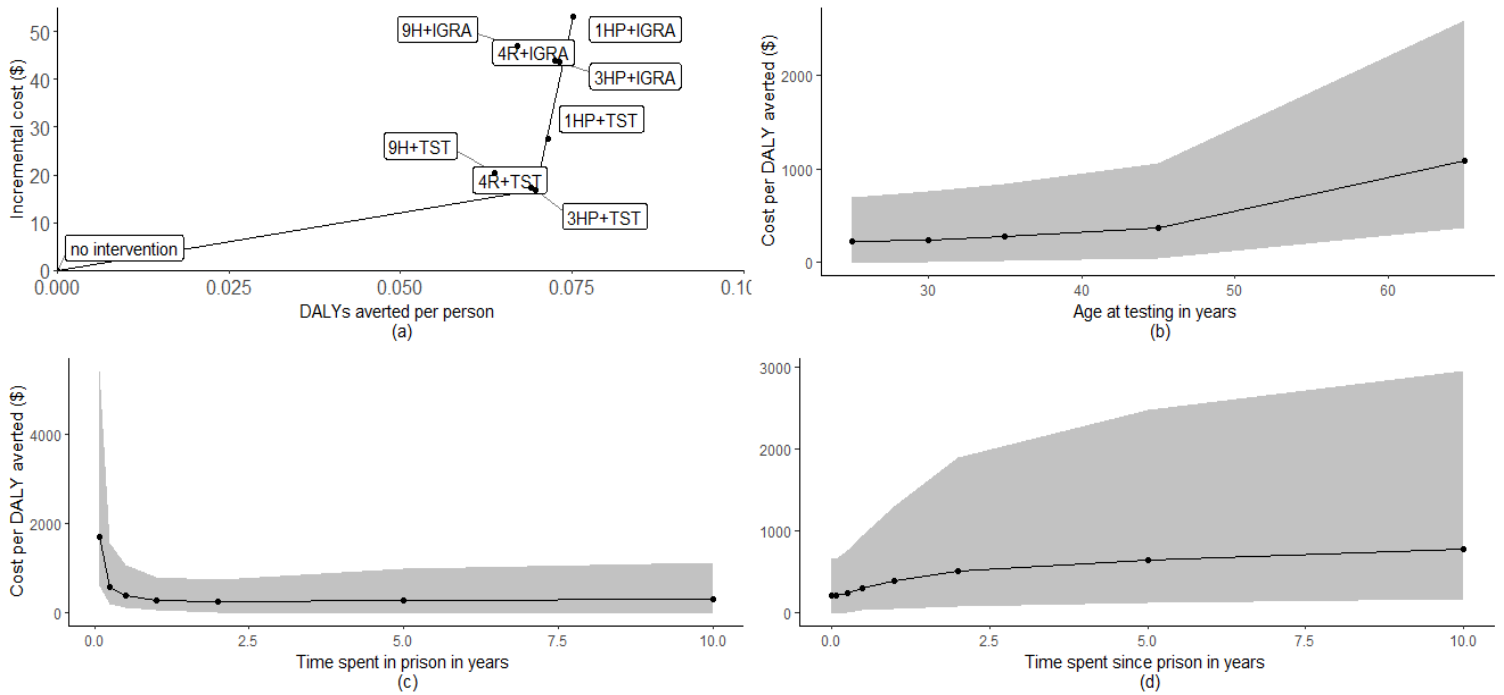 Incremental cost ($)
50
40
30
20
10
0
9H+IGRA
1HP+IGRA
4R+IGRA
3HP+IGRA
1HP+TST
9H+TST
4R+TST
3HP+TST
no intervention
0.000
0.025
0.050
0.075
0.10
DALYs averted per person
(a)
Cost per DALY averted ($)
2000
1000
0
30
40
50
60
Age at testing in years
(b)
Cost per DALY averted ($)
4000
2000
0
0.0
2.5
5.0
7.5
10.0
Time spent in prison in years
(c)
Cost per DALY averted ($)
3000
2000
1000
0
0.0
2.5
5.0
7.5
10.0
Time spent since prison in years
(d)